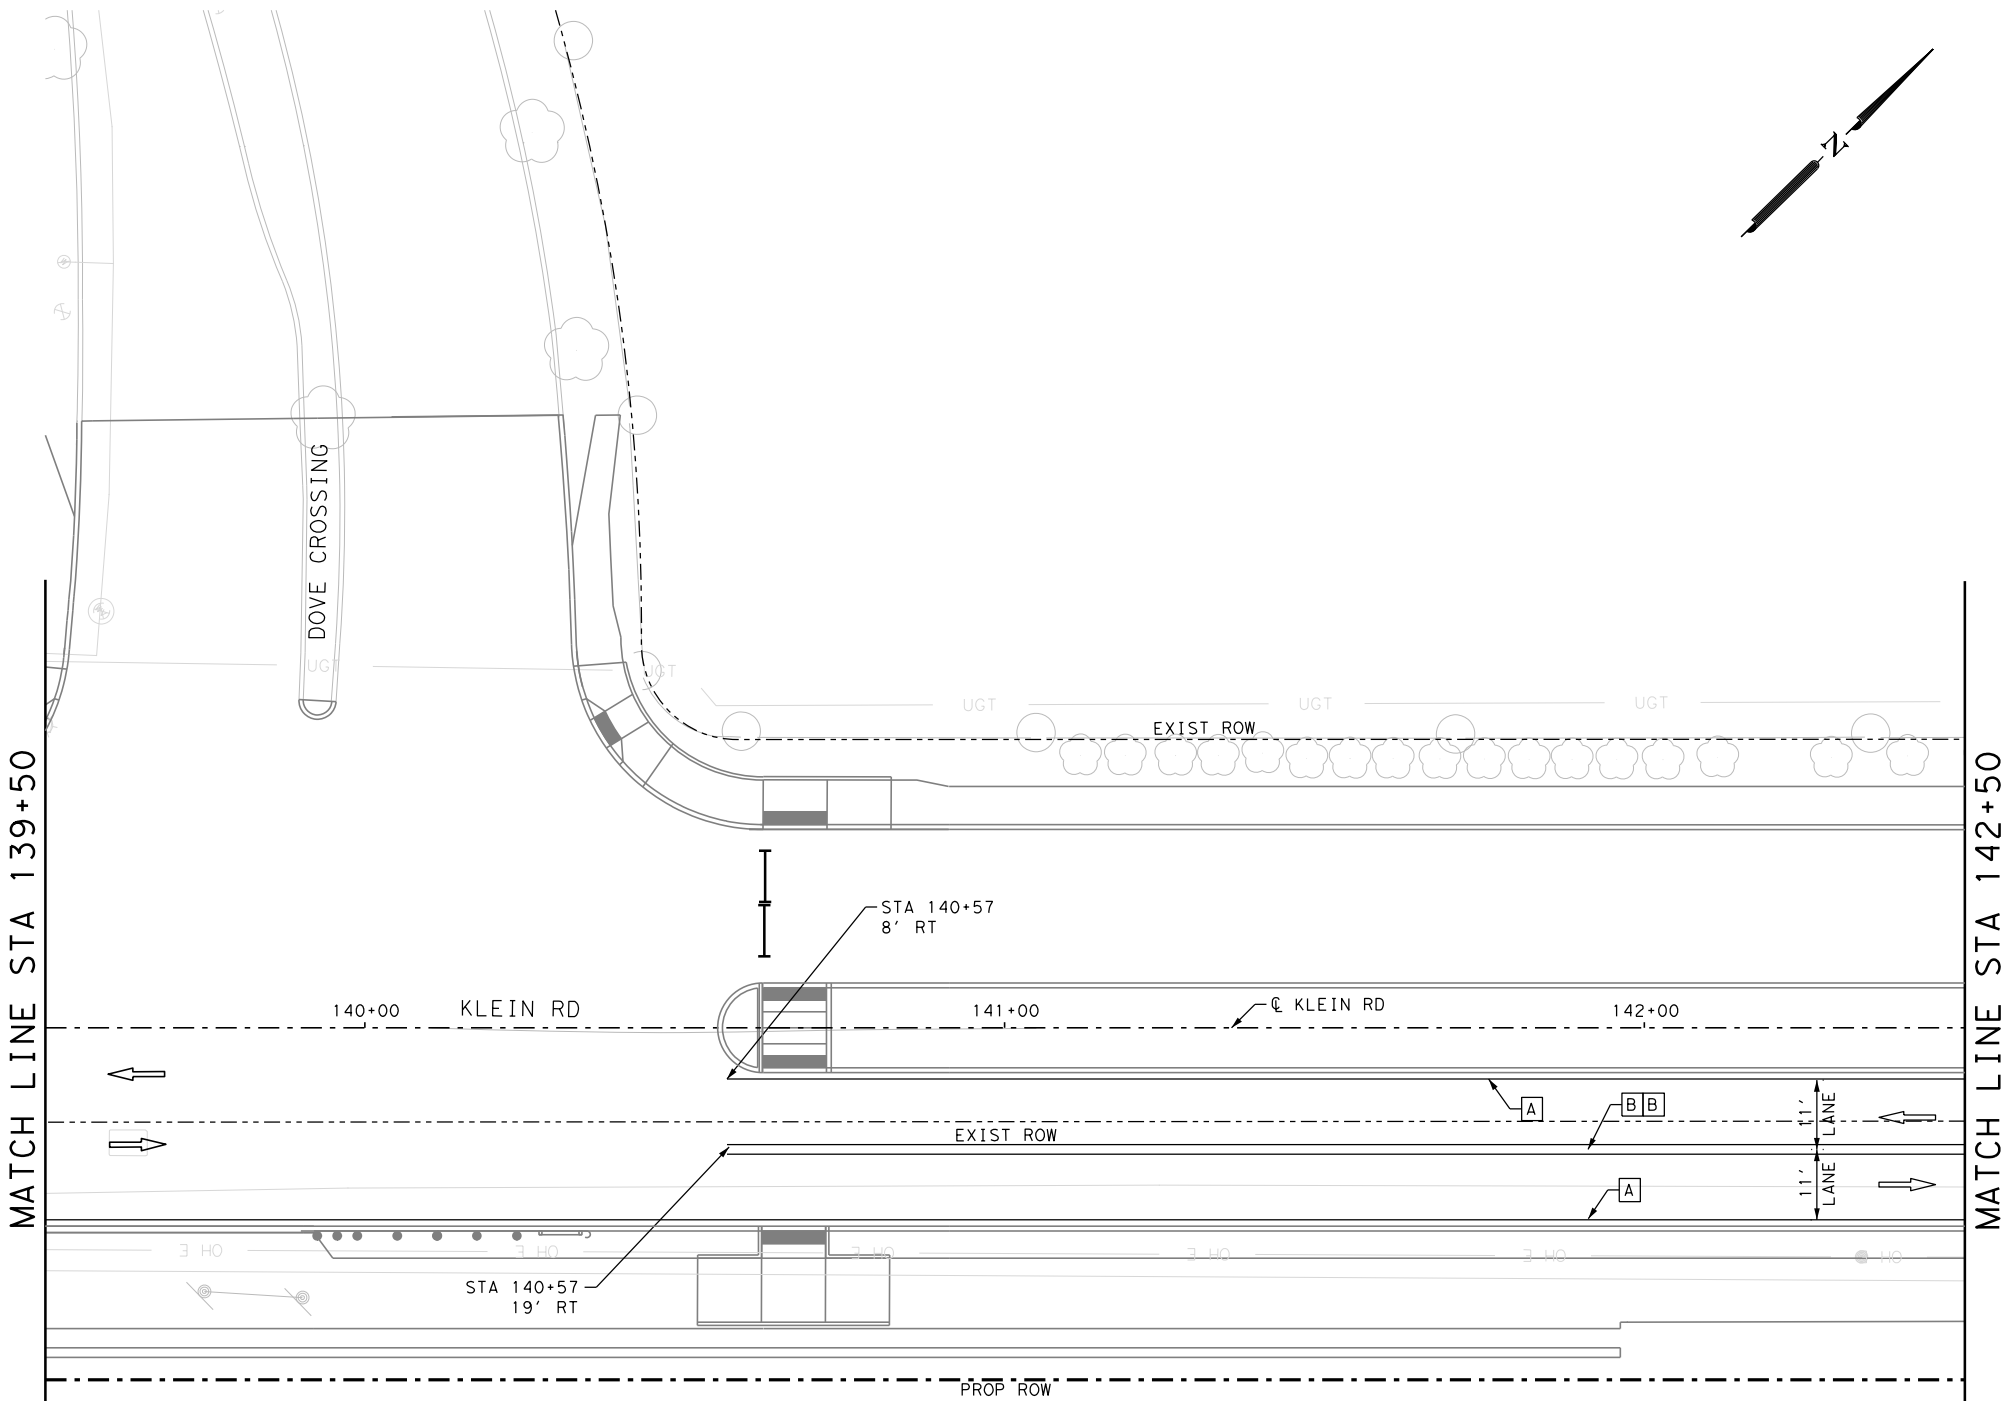 N
DOVE CROSSING
UGT
UGT
UGT
UGT
UGT
EXIST ROW
MATCH LINE STA 139+50
MATCH LINE STA 142+50
STA 140+57
8' RT
140+00
KLEIN RD
141+00
℄ KLEIN RD
142+00
A
B B
11'
LANE
EXIST ROW
11'
LANE
A
OH E
OH E
OH E
OH E
OH E
OH
STA 140+57
19' RT
PROP ROW